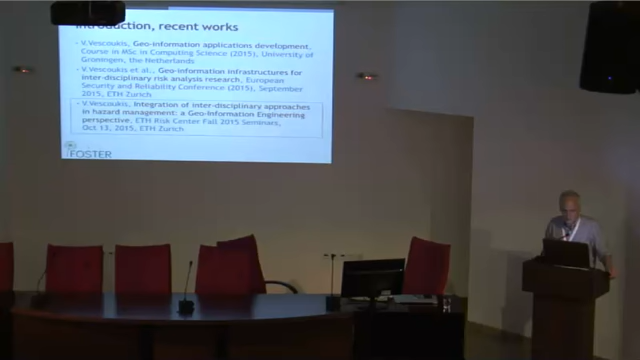 Introduction, recent works
- V.Vescoukis, Geo-information applications development,
Course in MSc in Computing Science (2015), University of
Groningen, the Netherlands
- V.Vescoukis et al., Geo-information infrastructures for
inter-disciplinary risk analysis research, European
Security and Reliability Conference (2015), September
2015, ETH Zurich
- V.Vescoukis, Integration of inter-disciplinary approaches
in hazard management: a Geo-Information Engineering
perspective. ETH Risk Center Fall 2015 Seminars,
Oct 13, 2015, ETH Zurich
FOSTER